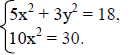 5x² + 3y² = 18,
10x² = 30.